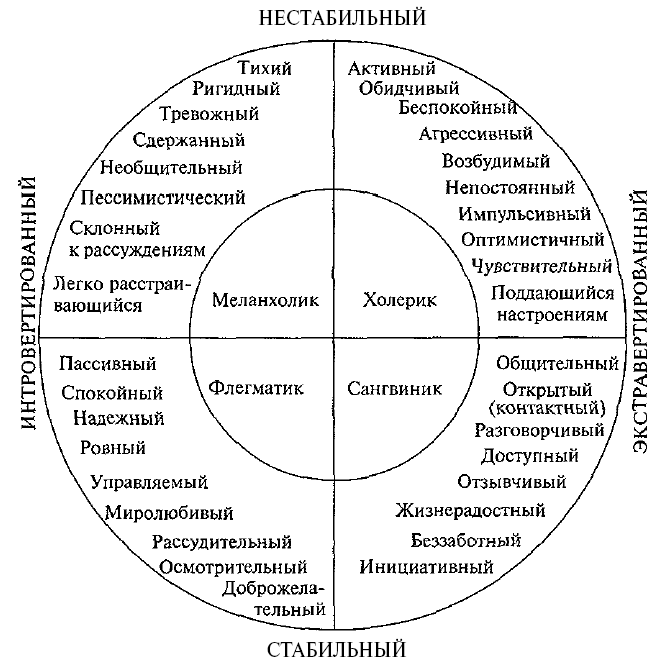 НЕСТАБИЛЬНЫЙ
Тихий
Ригидный
Тревожный
Сдержанный
Необщительный
Пессимистический
Склонный
к рассуждениям
Легко расстраи-
вающийся
Активный
Обидчивый
Беспокойный
Агрессивный
Возбудимый
Непостоянный
Импульсивный
Оптимистичный
Чувствительный
Поддающийся
настроениям
ИНТРОВЕРТИРОВАННЫЙ
Меланхолик
Холерик
ЭКСТРАВЕРТИРОВАННЫЙ
Флегматик
Сангвиник
Пассивный
Спокойный
Надежный
Ровный
Управляемый
Миролюбивый
Рассудительный
Осмотрительный
Доброжела-
тельный
Общительный
Открытый
(контактный)
Разговорчивый
Доступный
Отзывчивый
Жизнерадостный
Беззаботный
Инициативный
СТАБИЛЬНЫЙ